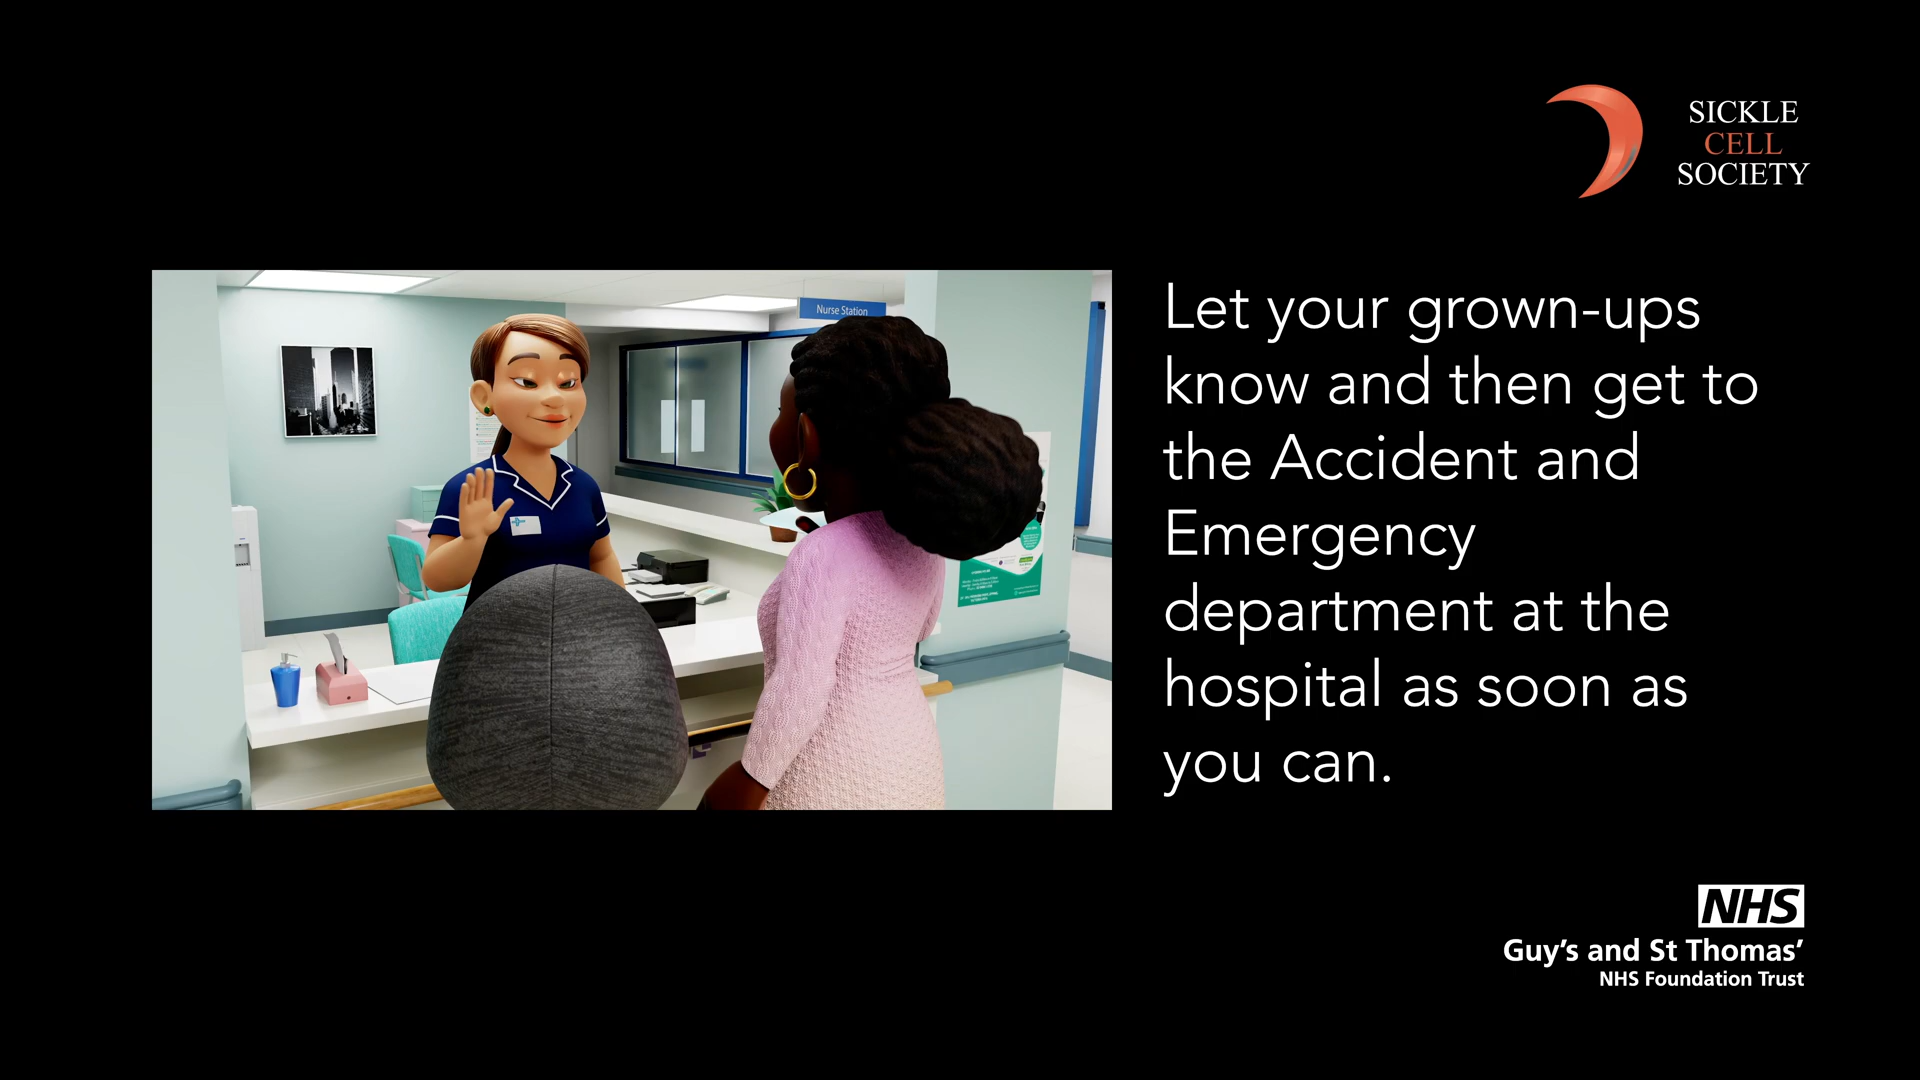 SICKLE
CELL
SOCIETY
Nurse Station
Let your grown-ups
know and then get to
the Accident and
Emergency
department at the
hospital as soon as
you can.
NHS
Guy's and St Thomas'
NHS Foundation Trust